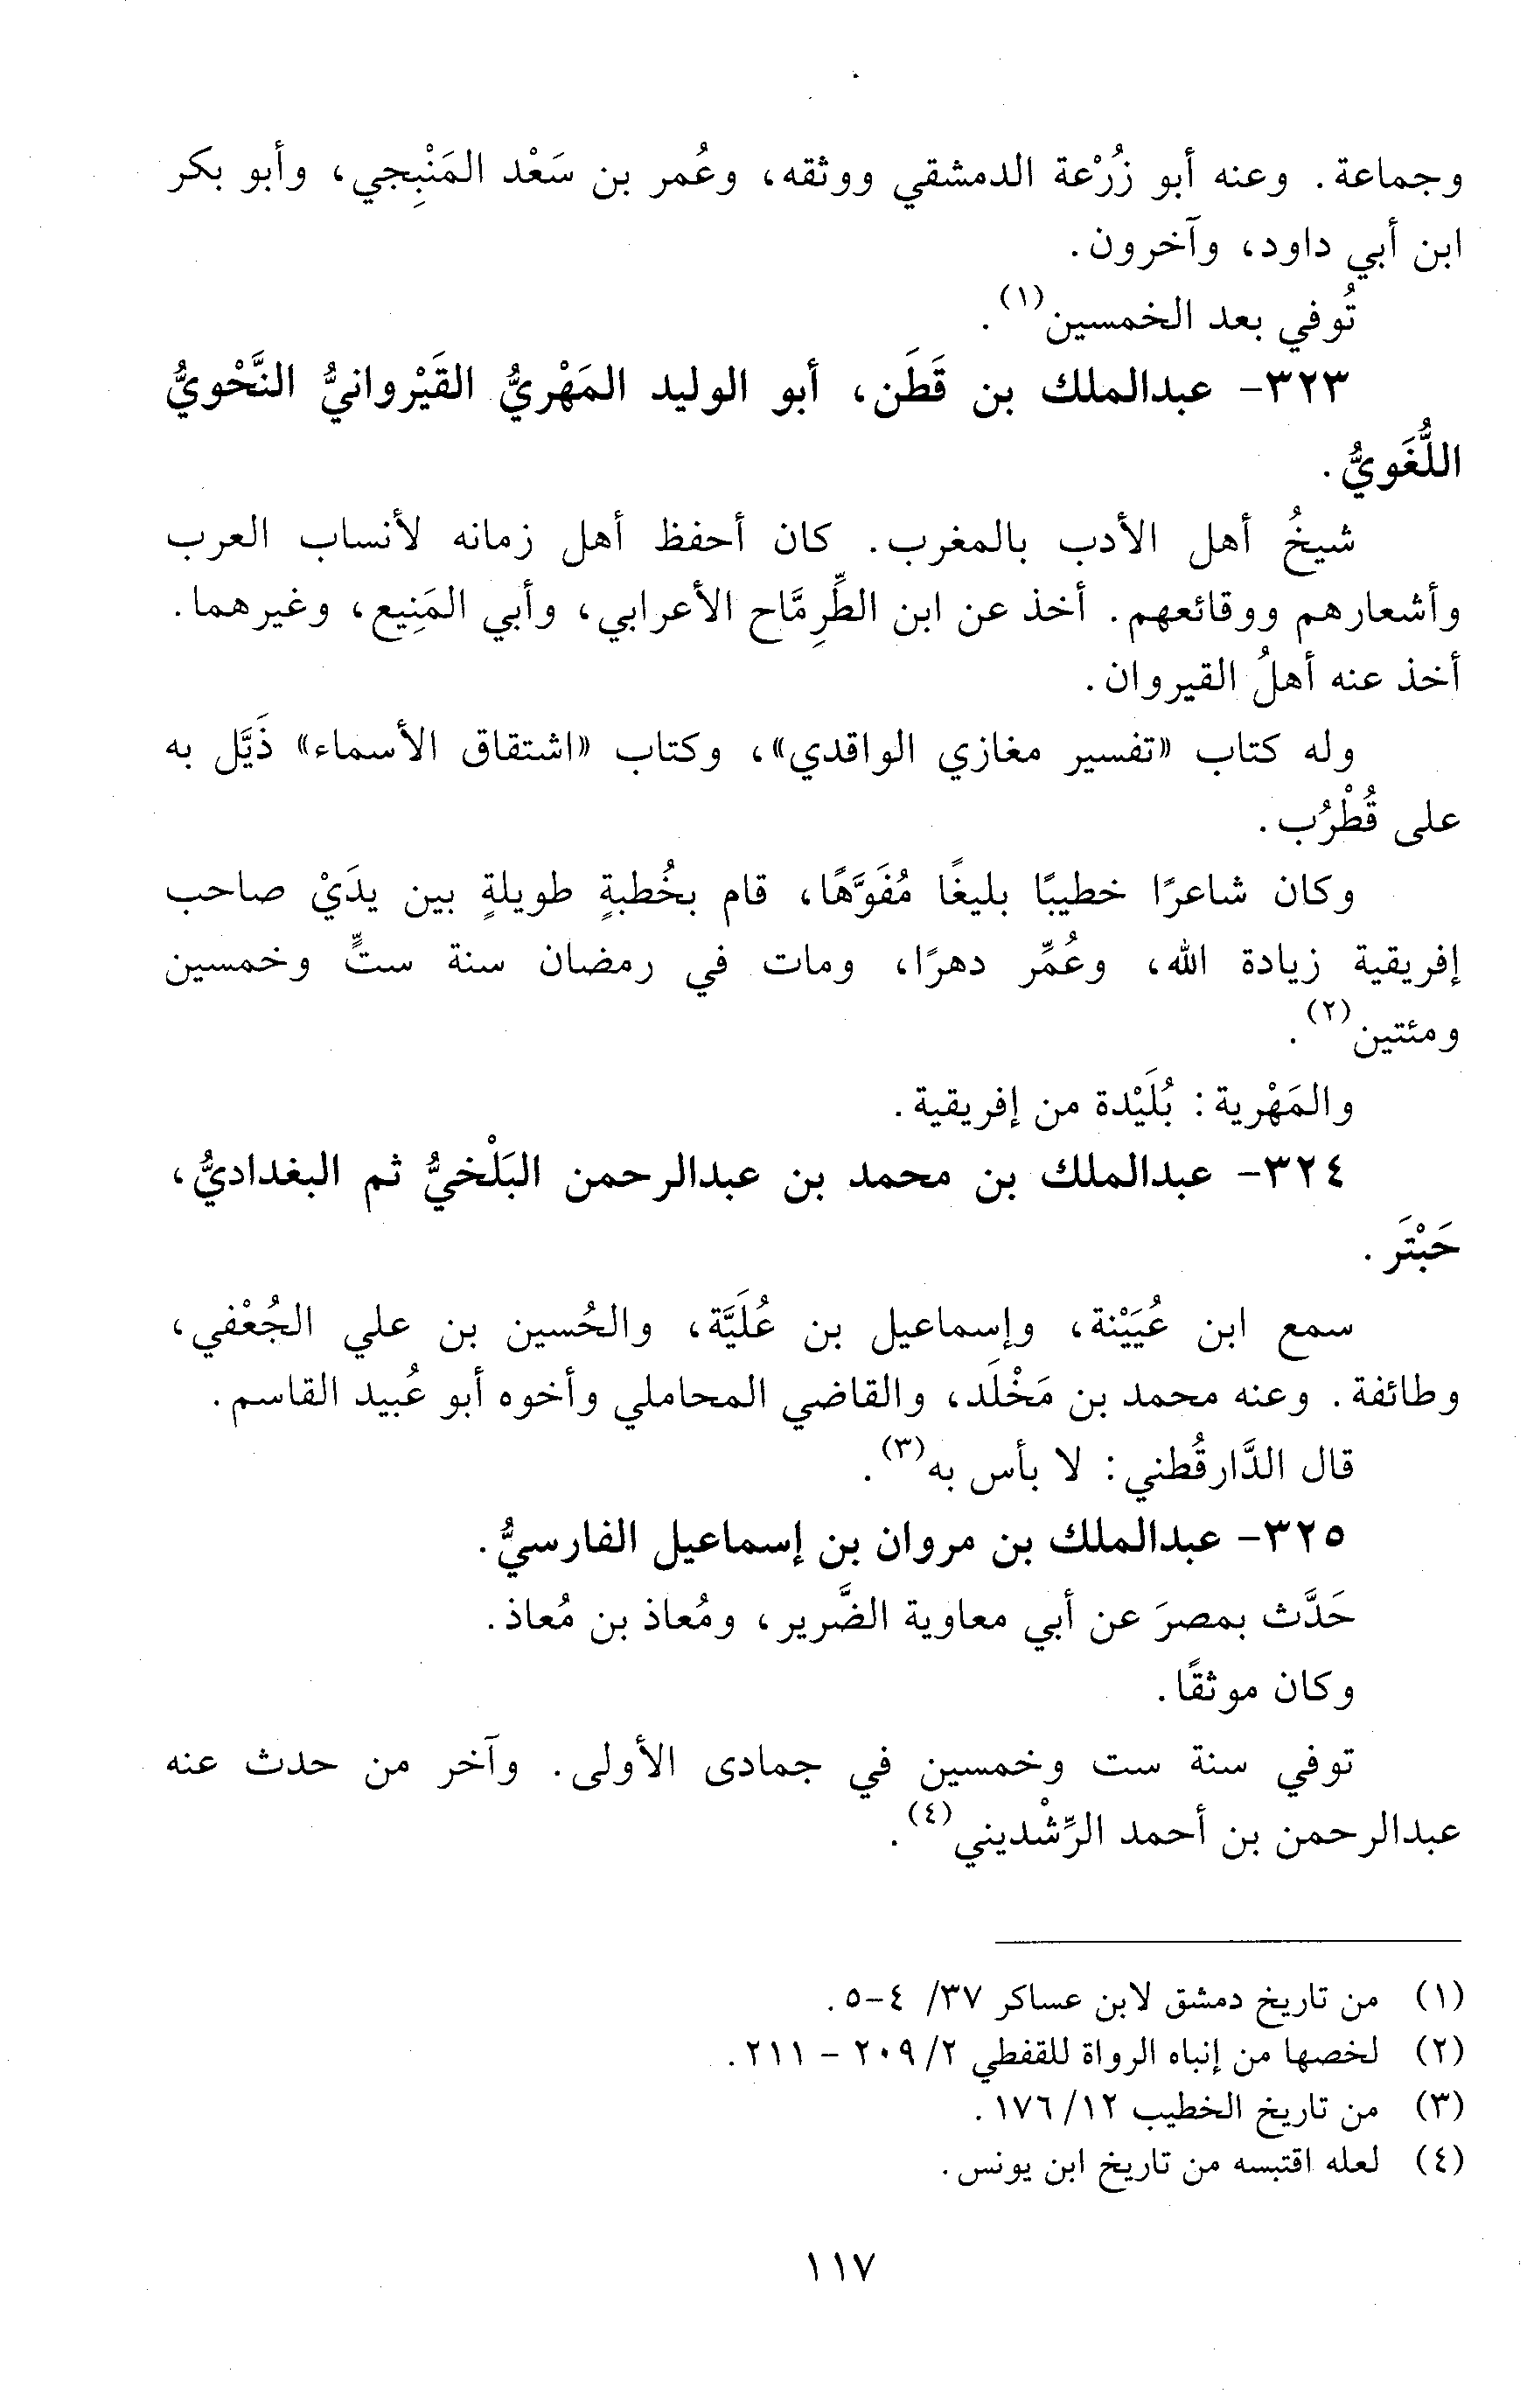 وجماعة. وعنه أبو زُرْعة الدمشقي ووثقه، وعُمر بن سَعْد المَنْبِجي، وأبو بكر
ابن أبي داود، وآخرون.
تُوفي بعد الخمسين(١).
٣٢٣- عبدالملك بن قَطَن، أبو الوليد المَهْريُّ القَيْروانيُّ النَّحْويُّ
اللُّغَويُّ.
شيخُ أهل الأدب بالمغرب. كان أحفظ أهل زمانه لأنساب العرب
وأشعارهم ووقائعهم. أخذ عن ابن الطِّرِمَّاح الأعرابي، وأبي المَنِيع، وغيرهما.
أخذ عنه أهلُ القيروان.
وله كتاب «تفسير مغازي الواقدي»، وكتاب «اشتقاق الأسماء» ذَيَّل به
على قُطْرُب.
وكان شاعرًا خطيبًا بليغًا مُفَوَّهًا، قام بخُطبةٍ طويلةٍ بين يدَيْ صاحب
إفريقية زيادة الله، وعُمِّر دهرًا، ومات في رمضان سنة ستٍّ وخمسين
ومئتين(٢).
والمَهْرية: بُلَيْدة من إفريقية.
٣٢٤- عبدالملك بن محمد بن عبدالرحمن البَلْخيُّ ثم البغداديُّ،
حَبْتَر.
سمع ابن عُيَيْنة، وإسماعيل بن عُلَيَّة، والحُسين بن علي الجُعْفي،
وطائفة. وعنه محمد بن مَخْلَد، والقاضي المحاملي وأخوه أبو عُبيد القاسم.
قال الدَّارقُطني: لا بأس به(٣).
٣٢٥- عبدالملك بن مروان بن إسماعيل الفارسيُّ.
حَدَّث بمصرَ عن أبي معاوية الضَّرير، ومُعاذ بن مُعاذ.
وكان موثقًا.
توفي سنة ست وخمسين في جمادى الأولى. وآخر من حدث عنه
عبدالرحمن بن أحمد الرِّشْديني(٤).
(١) من تاريخ دمشق لابن عساكر ٣٧/ ٤-٥.
(٢) لخصها من إنباه الرواة للقفطي ٢/ ٢٠٩ - ٢١١.
(٣) من تاريخ الخطيب ١٢/ ١٧٦.
(٤) لعله اقتبسه من تاريخ ابن يونس.
١١٧